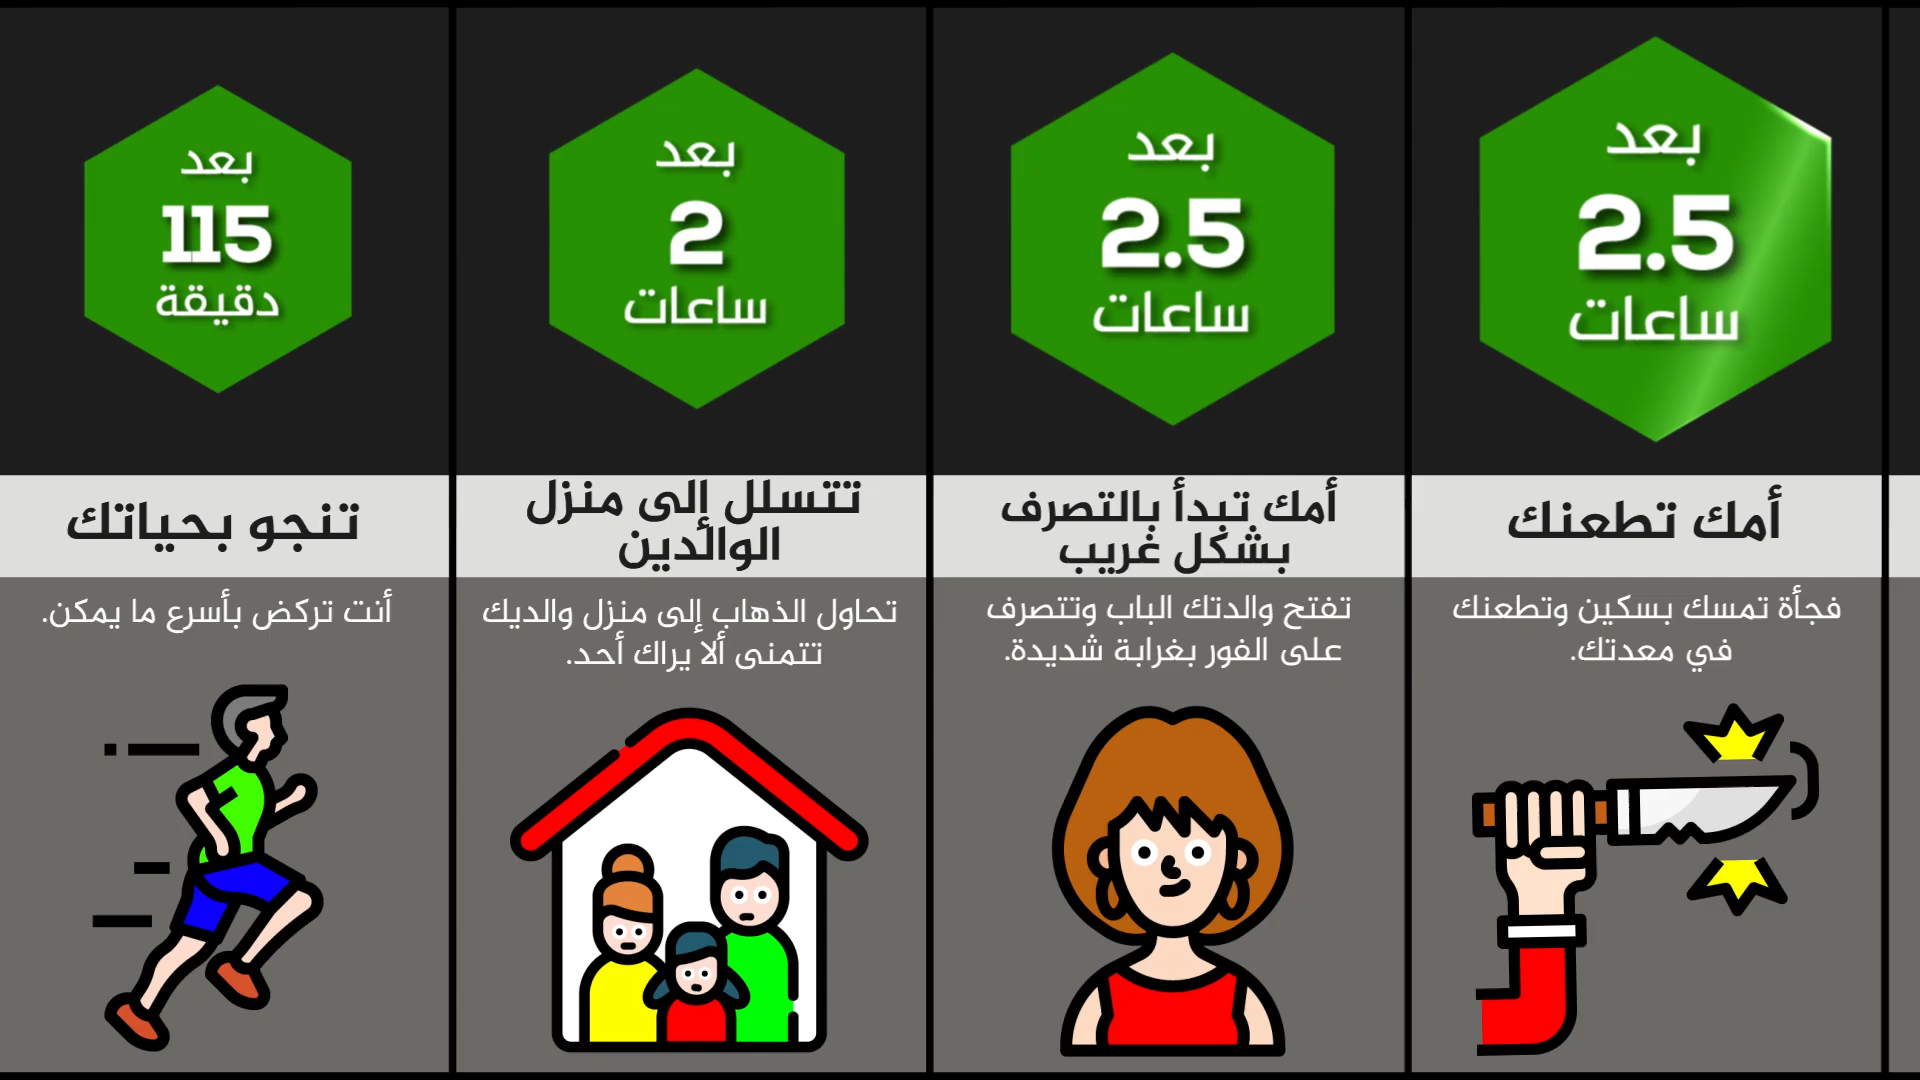 بعد
115
دقيقة
تنجو بحياتك
أنت تركض بأسرع ما يمكن.
بعد
2
ساعات
تتسلل إلى منزل
الوالدين
تحاول الذهاب إلى منزل والديك
تتمنى ألا يراك أحد.
بعد
2.5
ساعات
أمك تبدأ بالتصرف
بشكل غريب
تفتح والدتك الباب وتتصرف
على الفور بغرابة شديدة.
بعد
2.5
ساعات
أمك تطعنك
فجأة تمسك بسكين وتطعنك
في معدتك.